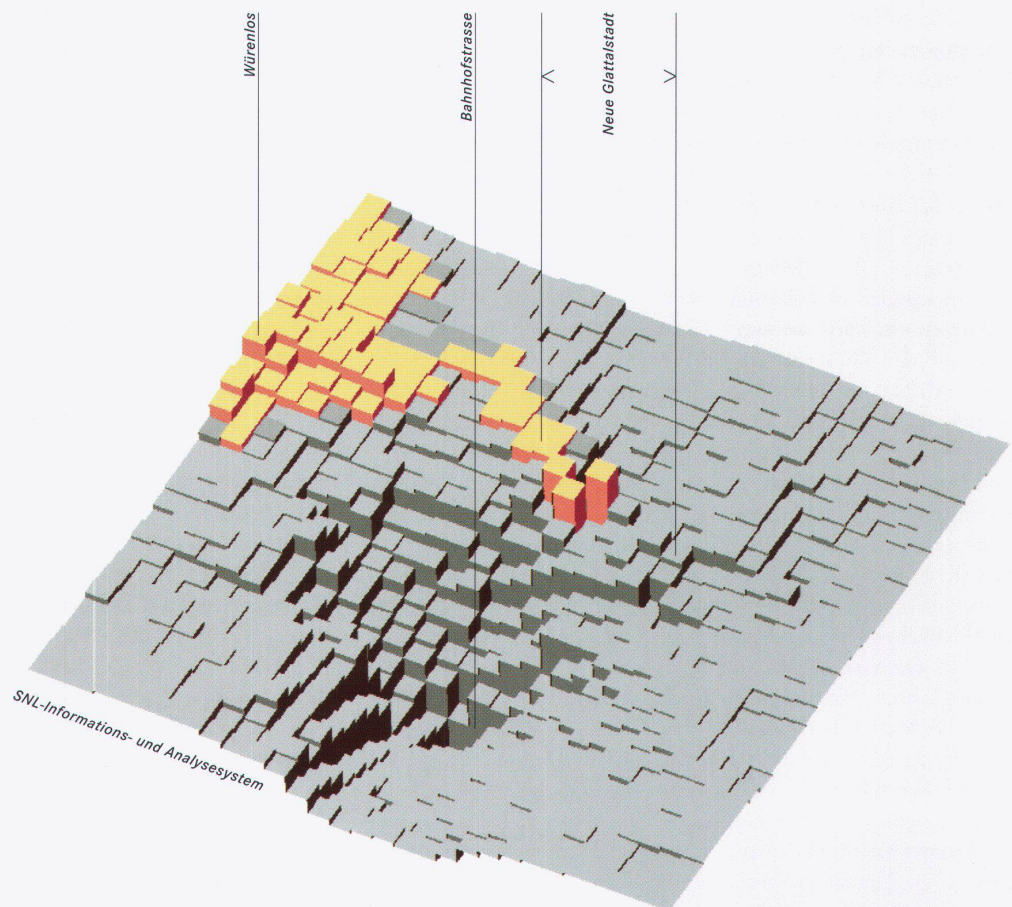 Würenlos
Bahnhofstrasse
Neue Glattalstadt
SNL-Informations- und Analysesystem